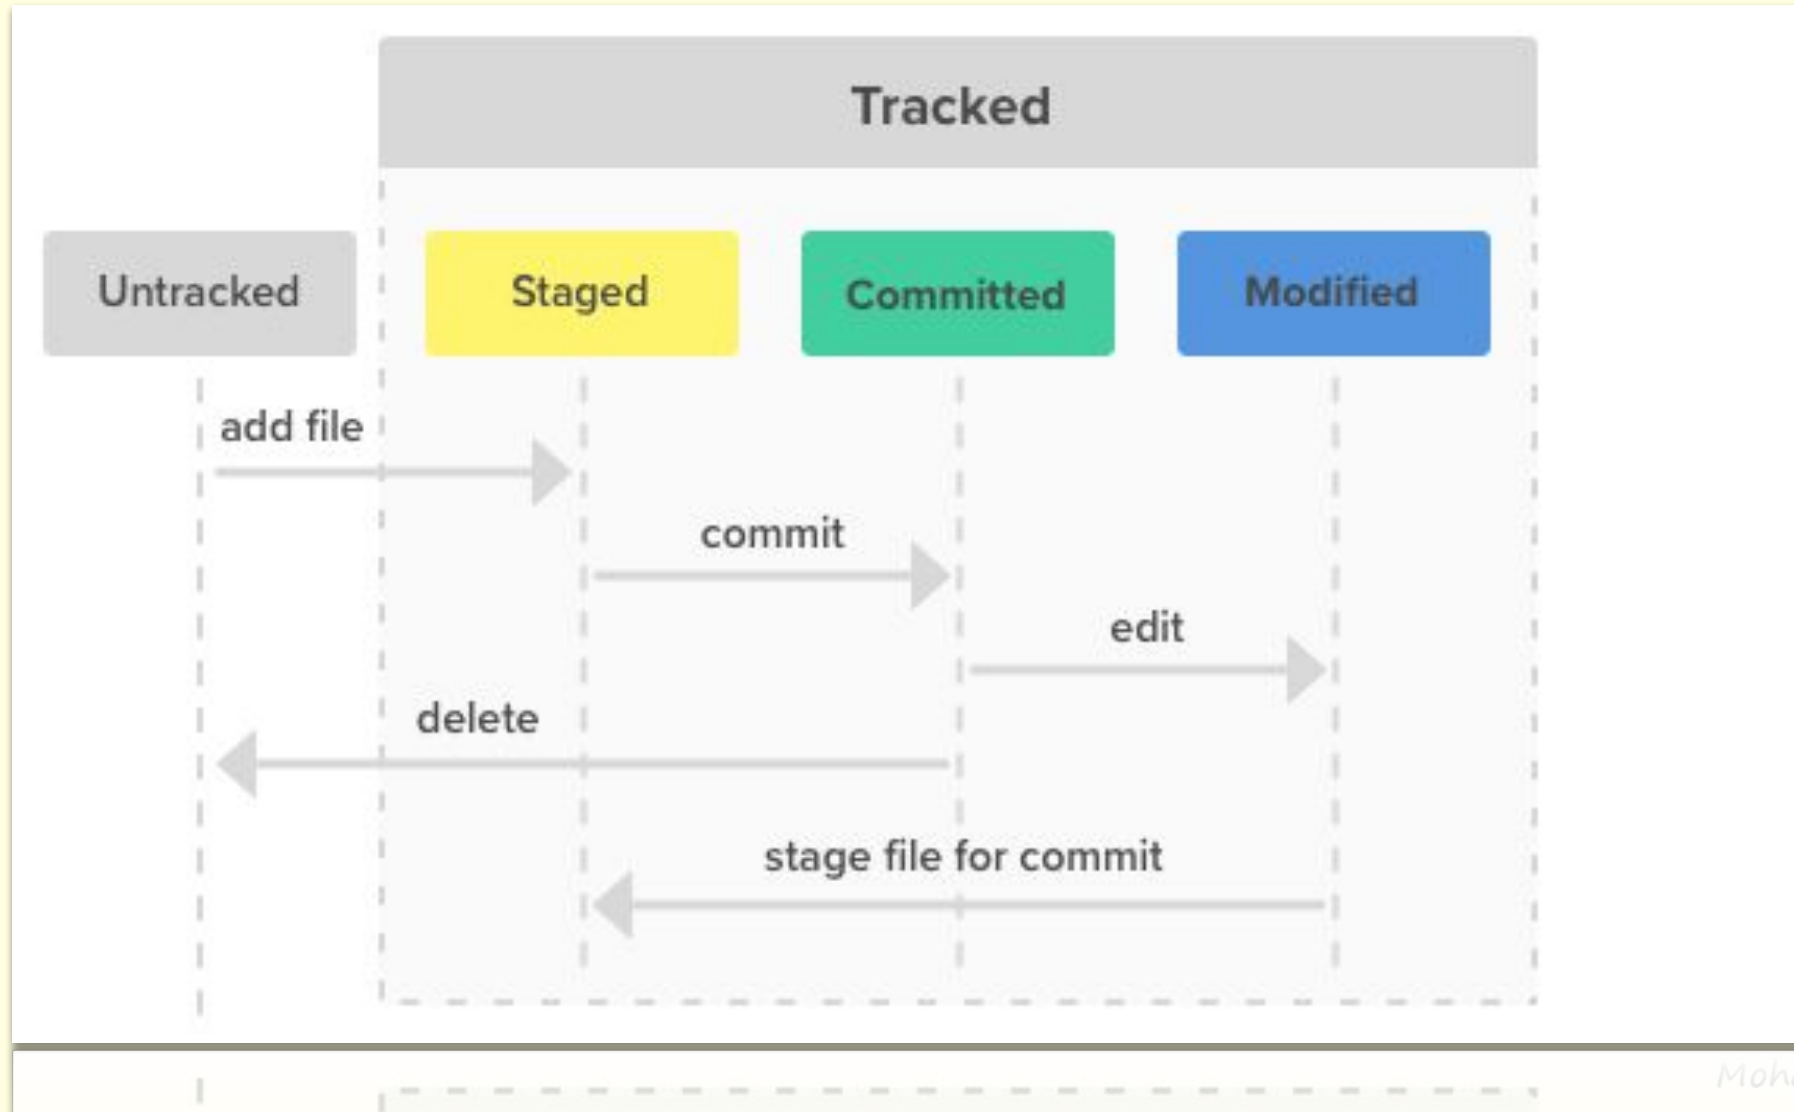 Tracked
Untracked
Staged
Committed
Modified
add file
commit
edit
delete
stage file for commit